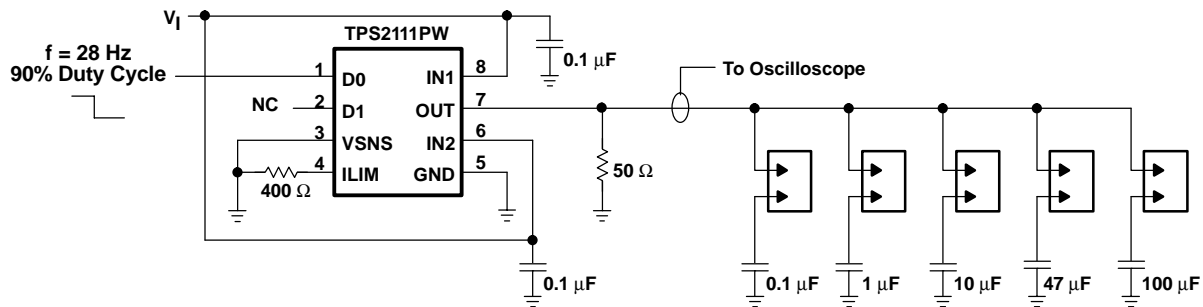 V_I
TPS2111PW
f = 28 Hz
90% Duty Cycle
0.1 µF
To Oscilloscope
1 D0 IN1 8
NC 2 D1 OUT 7
3 VSNS IN2 6
4 ILIM GND 5
400 Ω
50 Ω
0.1 µF
0.1 µF
1 µF
10 µF
47 µF
100 µF